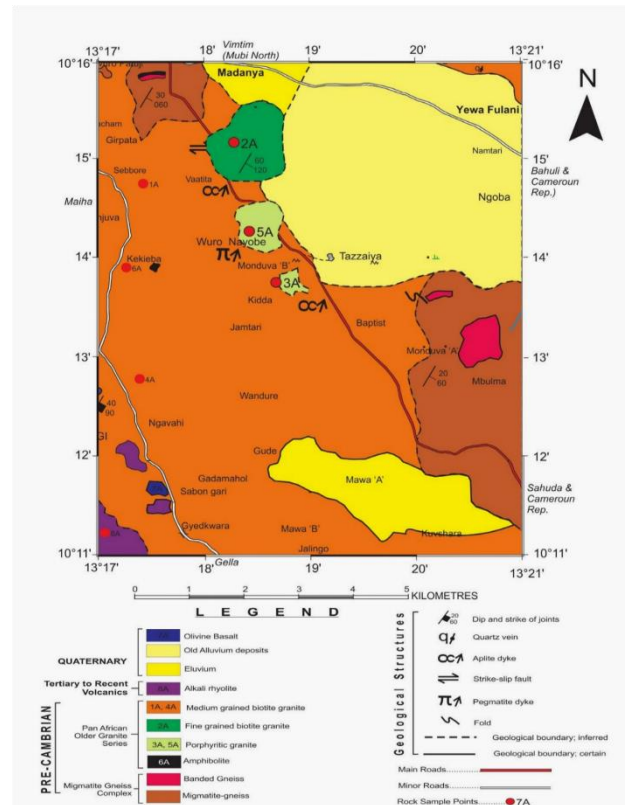 13°17' 18' 19' 20' 13°21'
Vimtim
(Mubi North)
10°16' 10°16'
Madanya
N
30
060
Yewa Fulani
Girpata
2A
Namtari
15' 15'
60
120
Bahuli &
Cameroun
Rep.)
Sebbore
Vaatita
1A
Ngoba
Maiha
njuva
5A
Wuro Nayobe
14' 14'
Kekieba
Tazzaiya
6A
Monduva 'B'
3A
Kidda
Jamtari
Baptist
13' 13'
Monduva 'A'
4A
20
60
Mbulma
Wandure
40
90
Ngavahi
GI
Gude
12' 12'
Gadamahol
Mawa 'A'
Sabon gari
Sahuda &
Cameroun
Rep.
Gyedkwara
Mawa 'B'
Kuvshara
Jalingo
10°11' 10°11'
13°17' 18' 19' 20' 13°21'
Gella
0 1 2 3 4 5 KILOMETRES
LEGEND
QUATERNARY
Olivine Basalt
Old Alluvium deposits
Eluvium
Tertiary to Recent
Volcanics
Alkali rhyolite
PRE-CAMBRIAN
Pan African
Older Granite
Series
1A, 4A Medium grained biotite granite
2A Fine grained biotite granite
3A, 5A Porphyritic granite
6A Amphibolite
Migmatite Gneiss
Complex
Banded Gneiss
Migmatite-gneiss
Geological Structures
20
60
Dip and strike of joints
q Quartz vein
Aplite dyke
Strike-slip fault
π Pegmatite dyke
Fold
Geological boundary; inferred
Geological boundary; certain
Main Roads
Minor Roads
Rock Sample Points 7A